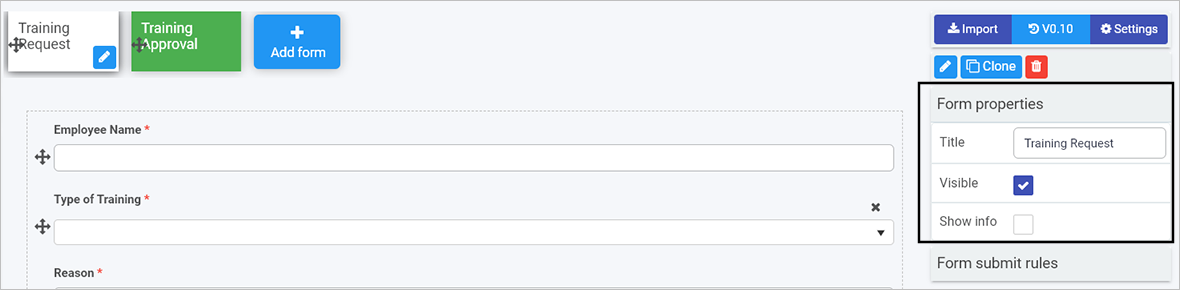 Training
Request
Training
Approval
Add form
Import
V0.10
Settings
Clone
Form properties
Title
Training Request
Visible
Show info
Form submit rules
Employee Name *
Type of Training *
Reason *